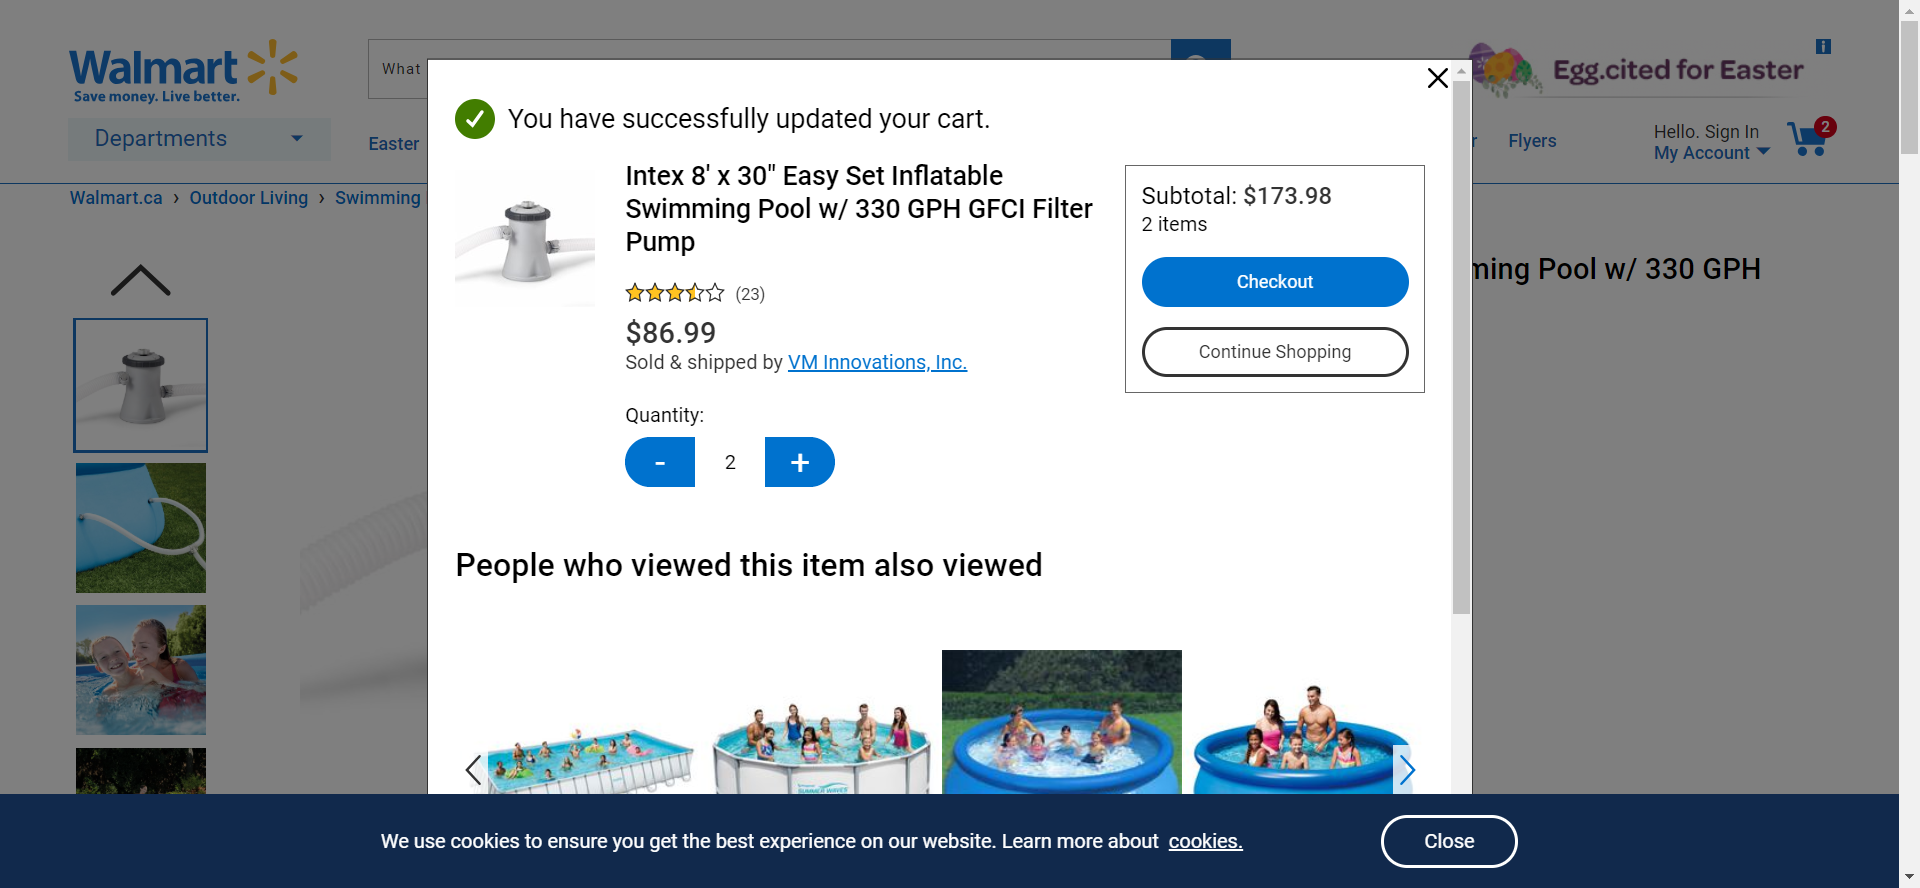 Walmart
Save money. Live better.
What
Egg.cited for Easter
Departments
Easter
Flyers
Hello. Sign In
My Account
2
Walmart.ca › Outdoor Living › Swimming
ming Pool w/ 330 GPH
You have successfully updated your cart.
Intex 8' x 30" Easy Set Inflatable
Swimming Pool w/ 330 GPH GFCI Filter
Pump
(23)
$86.99
Sold & shipped by VM Innovations, Inc.
Quantity:
- 2 +
Subtotal: $173.98
2 items
Checkout
Continue Shopping
People who viewed this item also viewed
SUMMER WAVES
We use cookies to ensure you get the best experience on our website. Learn more about cookies.
Close